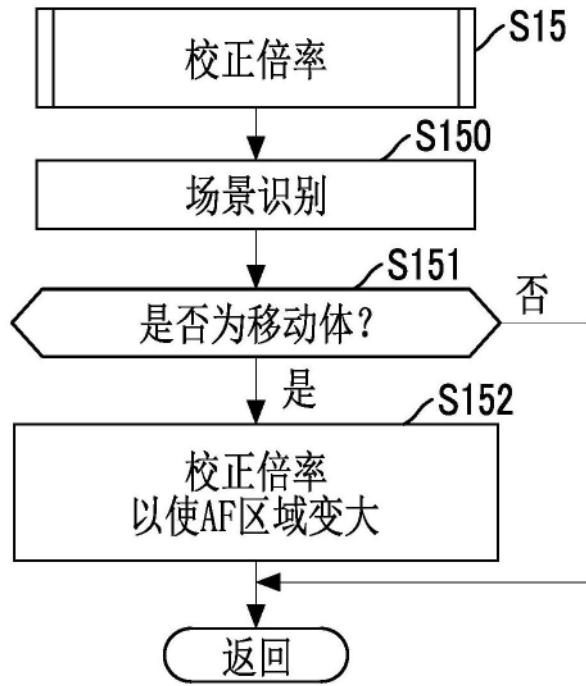 S15
校正倍率
S150
场景识别
S151
是否为移动体?
否
是
S152
校正倍率
以使AF区域变大
返回